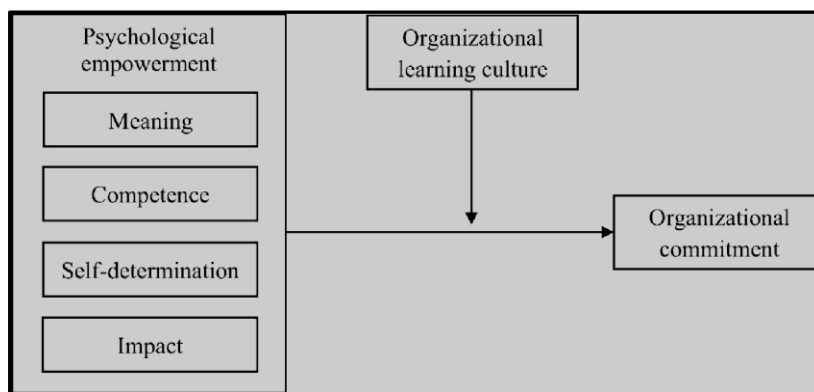 Psychological
empowerment
Meaning
Competence
Self-determination
Impact
Organizational
learning culture
Organizational
commitment